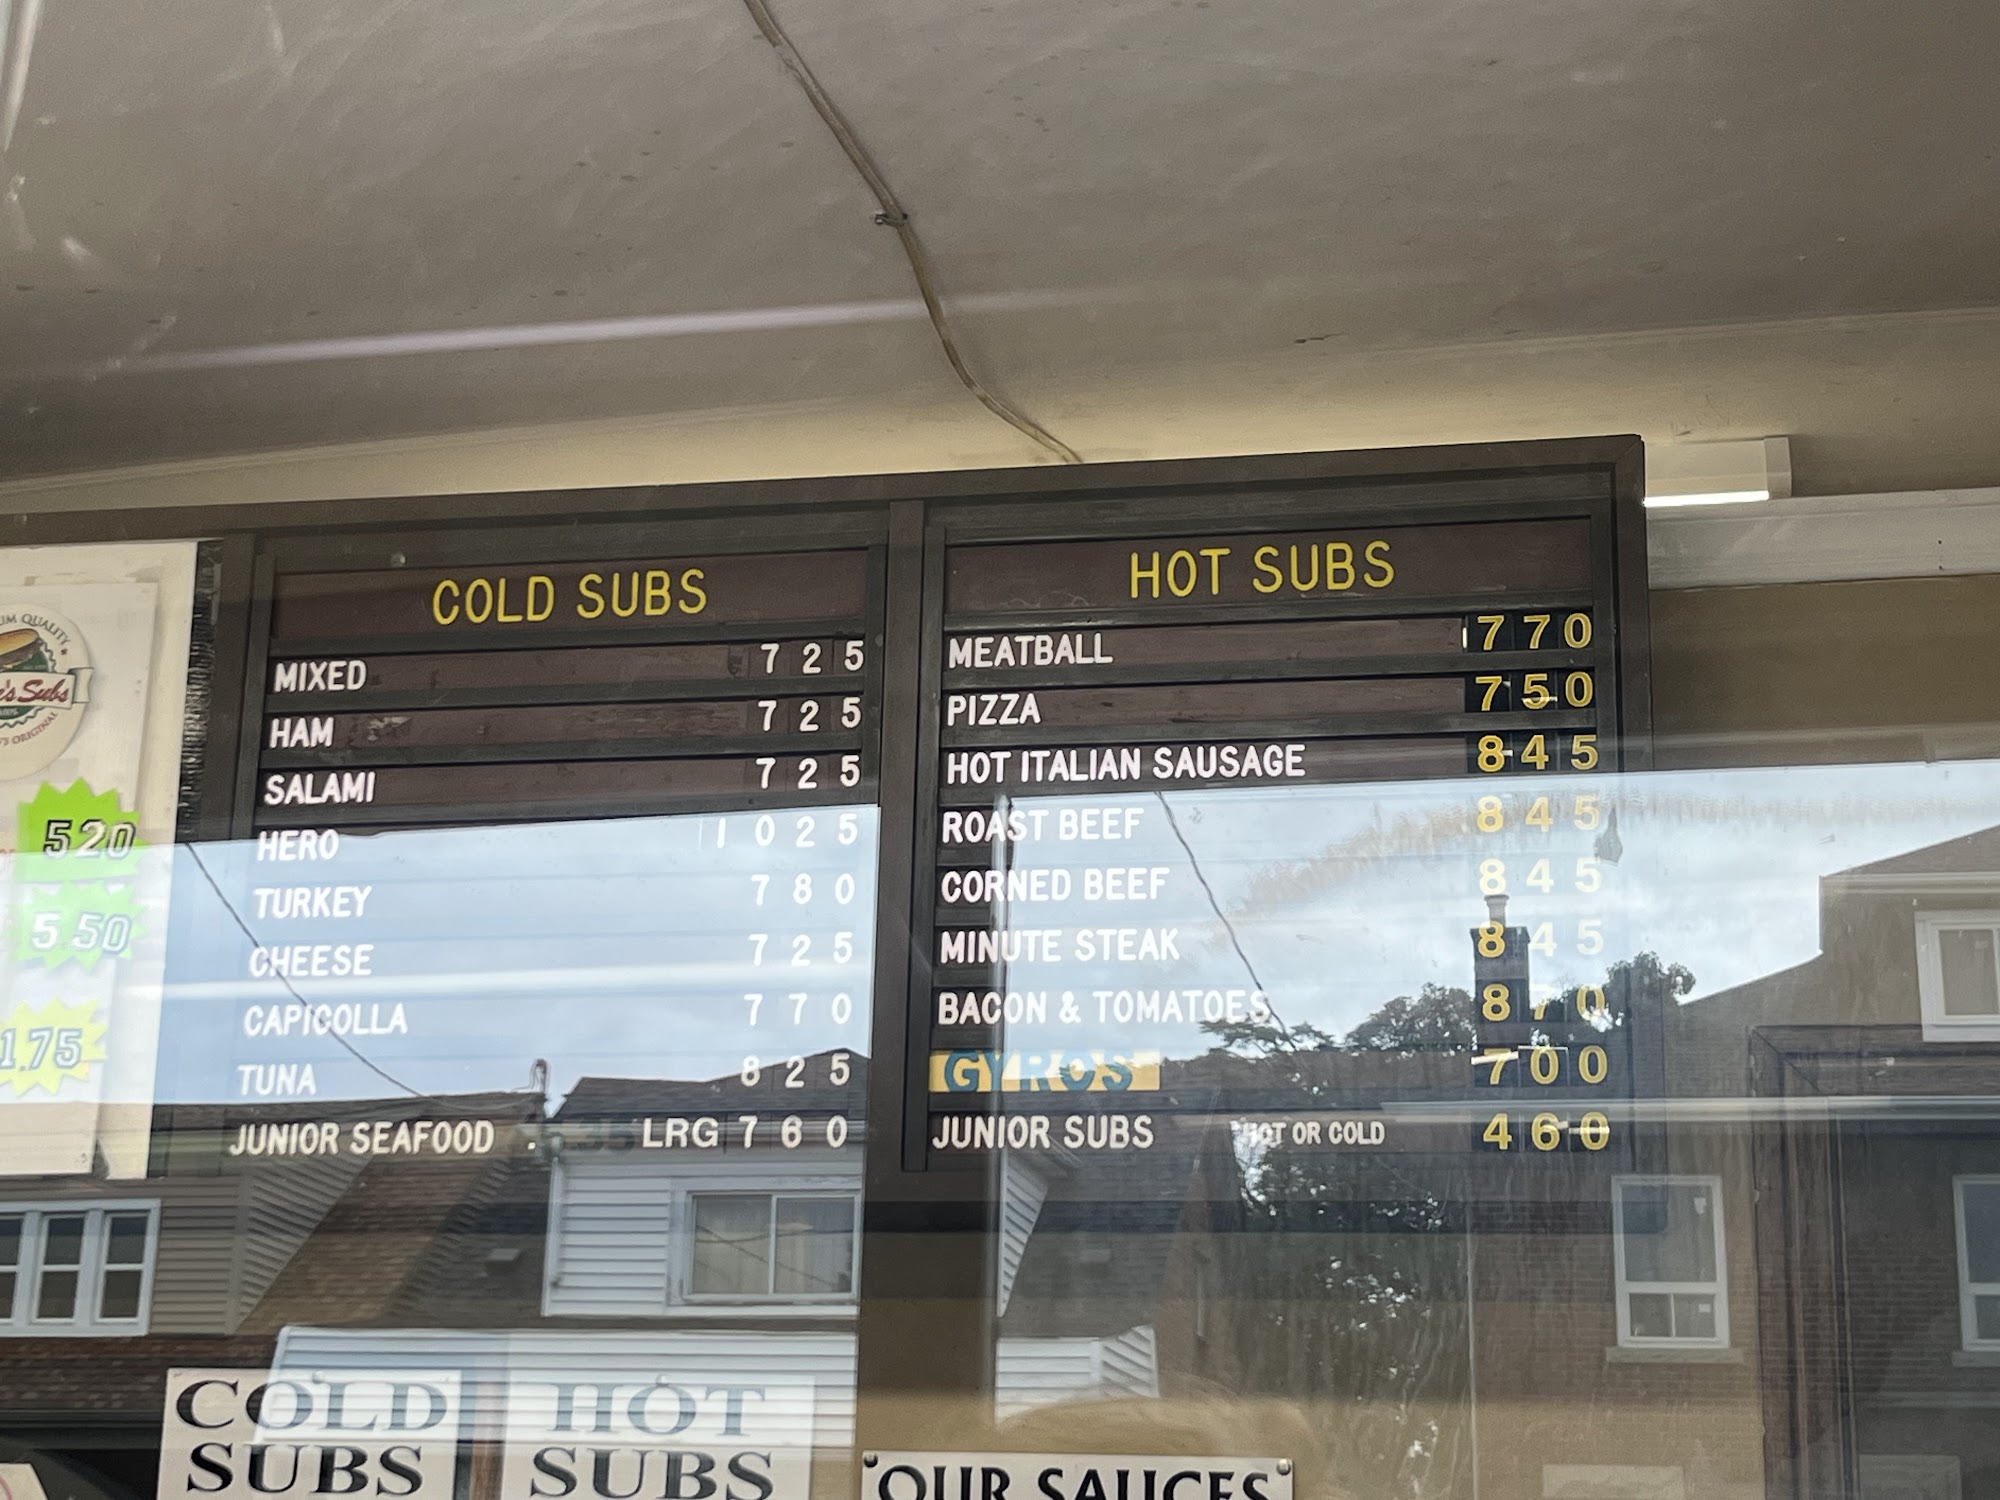 COLD SUBS
MIXED 725
HAM 725
SALAMI 725
HERO 1025
TURKEY 780
CHEESE 725
CAPICOLLA 770
TUNA 825
JUNIOR SEAFOOD . LRG 760
HOT SUBS
MEATBALL 770
PIZZA 750
HOT ITALIAN SAUSAGE 845
ROAST BEEF 845
CORNED BEEF 845
MINUTE STEAK 845
BACON & TOMATOES 870
GYROS 700
JUNIOR SUBS HOT OR COLD 460
QUALITY
Subs
ORIGINAL
520
5.50
1.75
COLD
SUBS
HOT
SUBS
OUR SAUCES